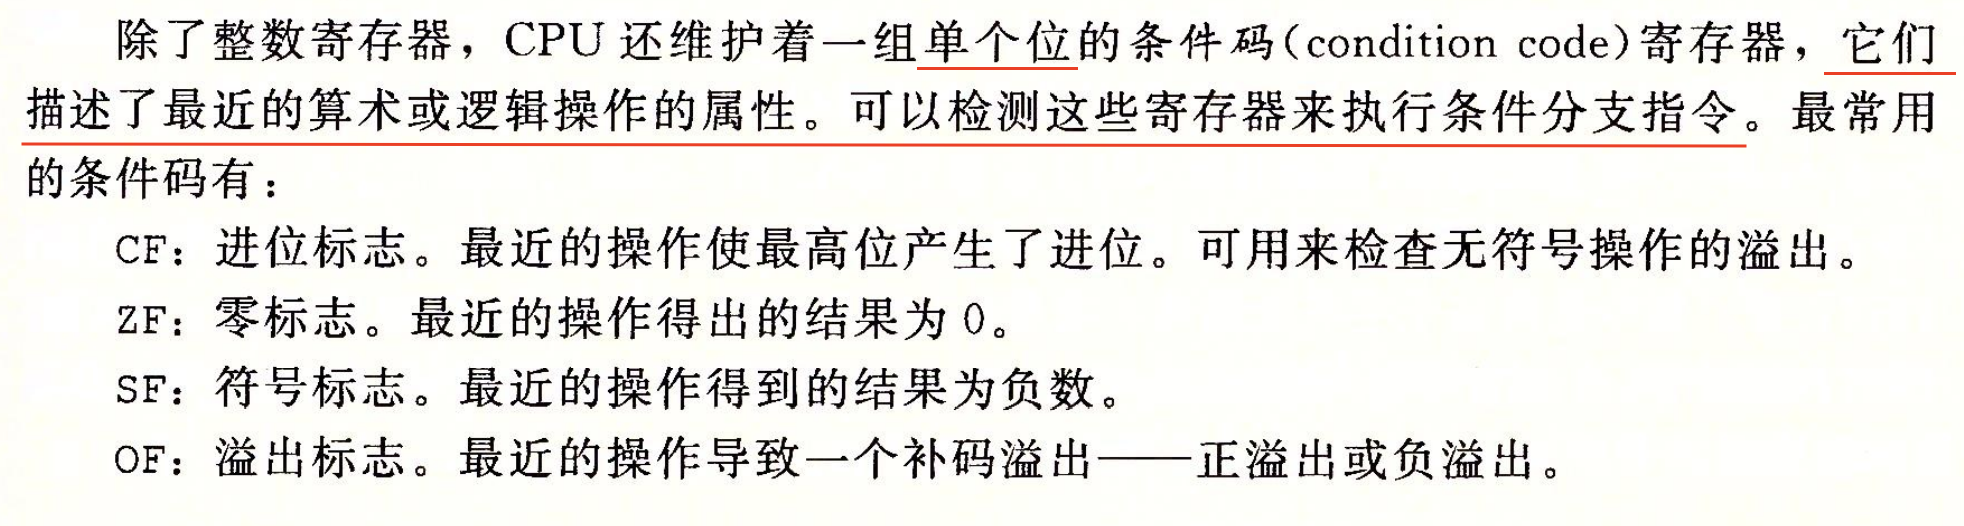 除了整数寄存器，CPU 还维护着一组单个位的条件码(condition code)寄存器，它们
描述了最近的算术或逻辑操作的属性。可以检测这些寄存器来执行条件分支指令。最常用
的条件码有：
CF：进位标志。最近的操作使最高位产生了进位。可用来检查无符号操作的溢出。
ZF：零标志。最近的操作得出的结果为 0。
SF：符号标志。最近的操作得到的结果为负数。
OF：溢出标志。最近的操作导致一个补码溢出——正溢出或负溢出。